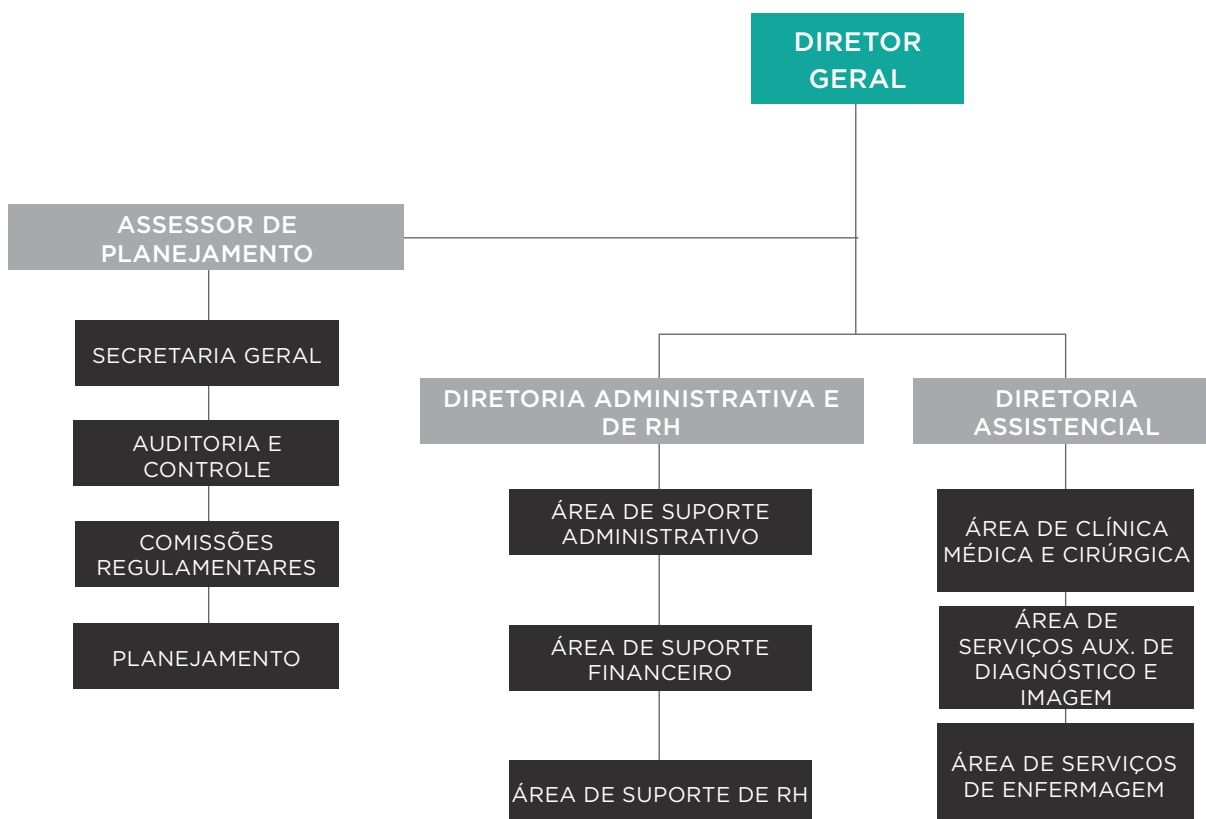 DIRETOR
GERAL
ASSESSOR DE
PLANEJAMENTO
SECRETARIA GERAL
AUDITORIA E
CONTROLE
COMISSÕES
REGULAMENTARES
PLANEJAMENTO
DIRETORIA ADMINISTRATIVA E
DE RH
ÁREA DE SUPORTE
ADMINISTRATIVO
ÁREA DE SUPORTE
FINANCEIRO
ÁREA DE SUPORTE DE RH
DIRETORIA
ASSISTENCIAL
ÁREA DE CLÍNICA
MÉDICA E CIRÚRGICA
ÁREA DE
SERVIÇOS AUX. DE
DIAGNÓSTICO E
IMAGEM
ÁREA DE SERVIÇOS
DE ENFERMAGEM